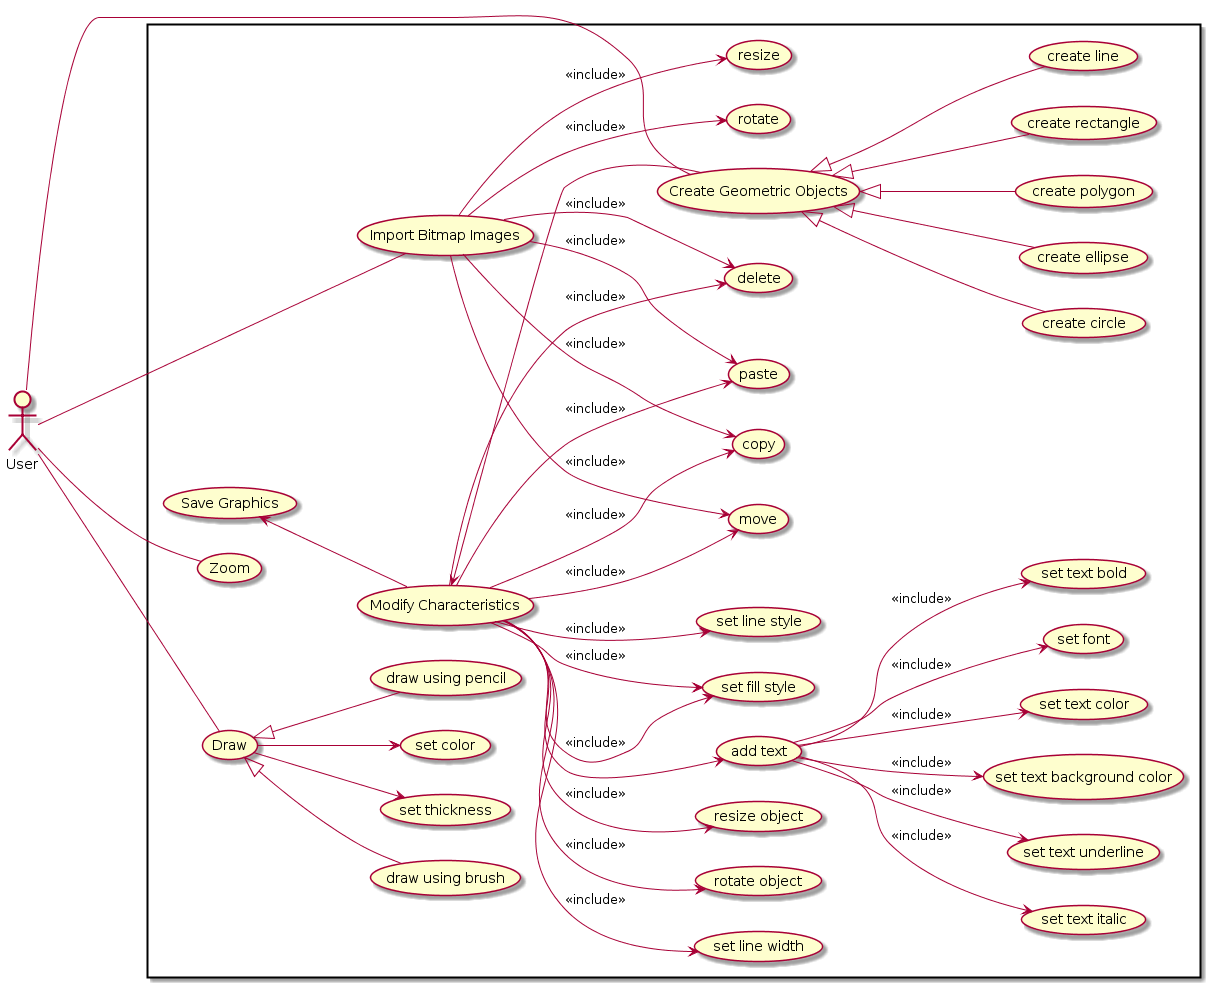 resize
create line
«include»
rotate
create rectangle
«include»
Create Geometric Objects
create polygon
«include»
Import Bitmap Images
«include»
create ellipse
delete
«include»
create circle
«include»
paste
«include»
copy
User
«include»
Save Graphics
«include»
move
Zoom
«include»
set text bold
«include»
Modify Characteristics
set line style
«include»
set font
«include»
«include»
draw using pencil
set fill style
set text color
«include»
Draw
set color
«include»
add text
«include»
set text background color
«include»
«include»
set thickness
resize object
«include»
«include»
set text underline
draw using brush
rotate object
«include»
set text italic
set line width